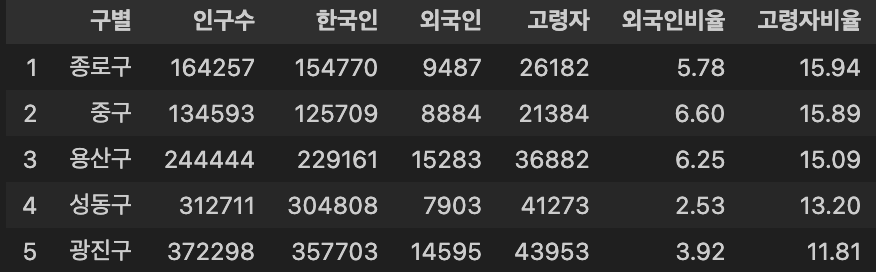 구별 인구수 한국인 외국인 고령자 외국인비율 고령자비율
1 종로구 164257 154770 9487 26182 5.78 15.94
2 중구 134593 125709 8884 21384 6.60 15.89
3 용산구 244444 229161 15283 36882 6.25 15.09
4 성동구 312711 304808 7903 41273 2.53 13.20
5 광진구 372298 357703 14595 43953 3.92 11.81